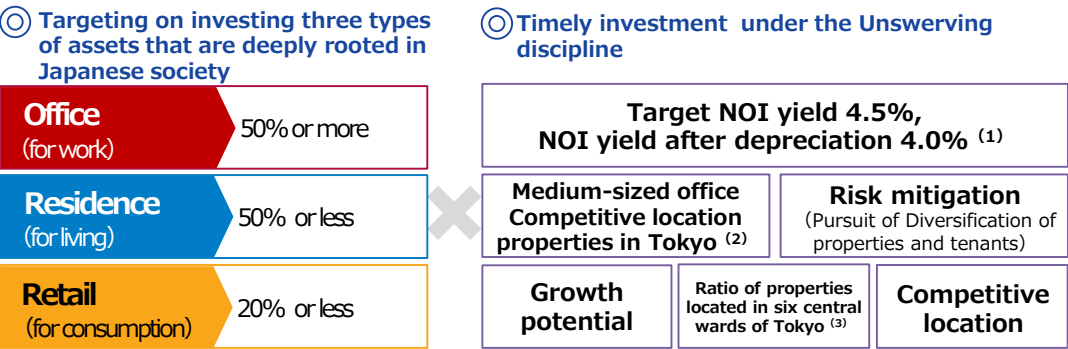 Targeting on investing three types
of assets that are deeply rooted in
Japanese society
Office
(for work)
50% or more
Residence
(for living)
50% or less
Retail
(for consumption)
20% or less
Timely investment under the Unswerving
discipline
Target NOI yield 4.5%,
NOI yield after depreciation 4.0% (1)
Medium-sized office
Competitive location
properties in Tokyo (2)
Risk mitigation
(Pursuit of Diversification of
properties and tenants)
Growth
potential
Ratio of properties
located in six central
wards of Tokyo (3)
Competitive
location